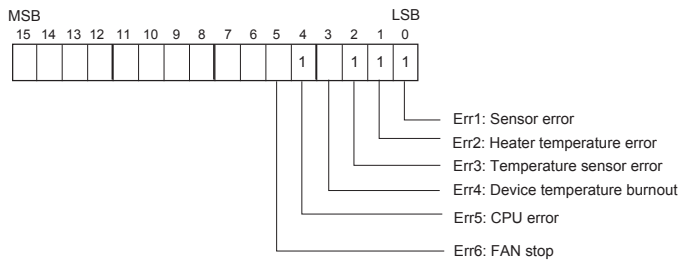 MSB LSB
15 14 13 12 11 10 9 8 7 6 5 4 3 2 1 0
1 1 1 1
Err1: Sensor error
Err2: Heater temperature error
Err3: Temperature sensor error
Err4: Device temperature burnout
Err5: CPU error
Err6: FAN stop